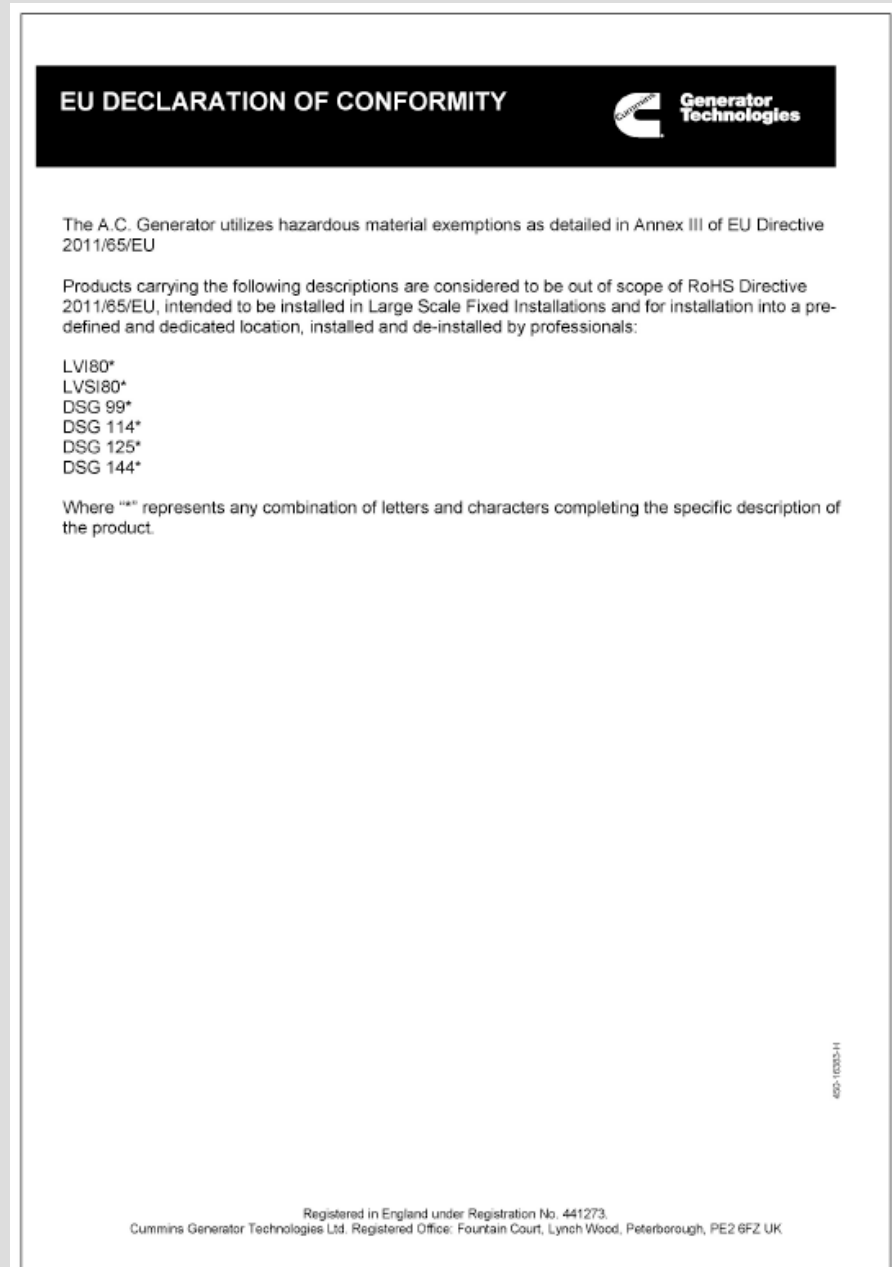 EU DECLARATION OF CONFORMITY
Cummins
Generator
Technologies
The A.C. Generator utilizes hazardous material exemptions as detailed in Annex III of EU Directive
2011/65/EU
Products carrying the following descriptions are considered to be out of scope of RoHS Directive
2011/65/EU, intended to be installed in Large Scale Fixed Installations and for installation into a pre-
defined and dedicated location, installed and de-installed by professionals:
LVI80*
LVSI80*
DSG 99*
DSG 114*
DSG 125*
DSG 144*
Where "*" represents any combination of letters and characters completing the specific description of
the product.
450-16383-H
Registered in England under Registration No. 441273.
Cummins Generator Technologies Ltd. Registered Office: Fountain Court, Lynch Wood, Peterborough, PE2 6FZ UK